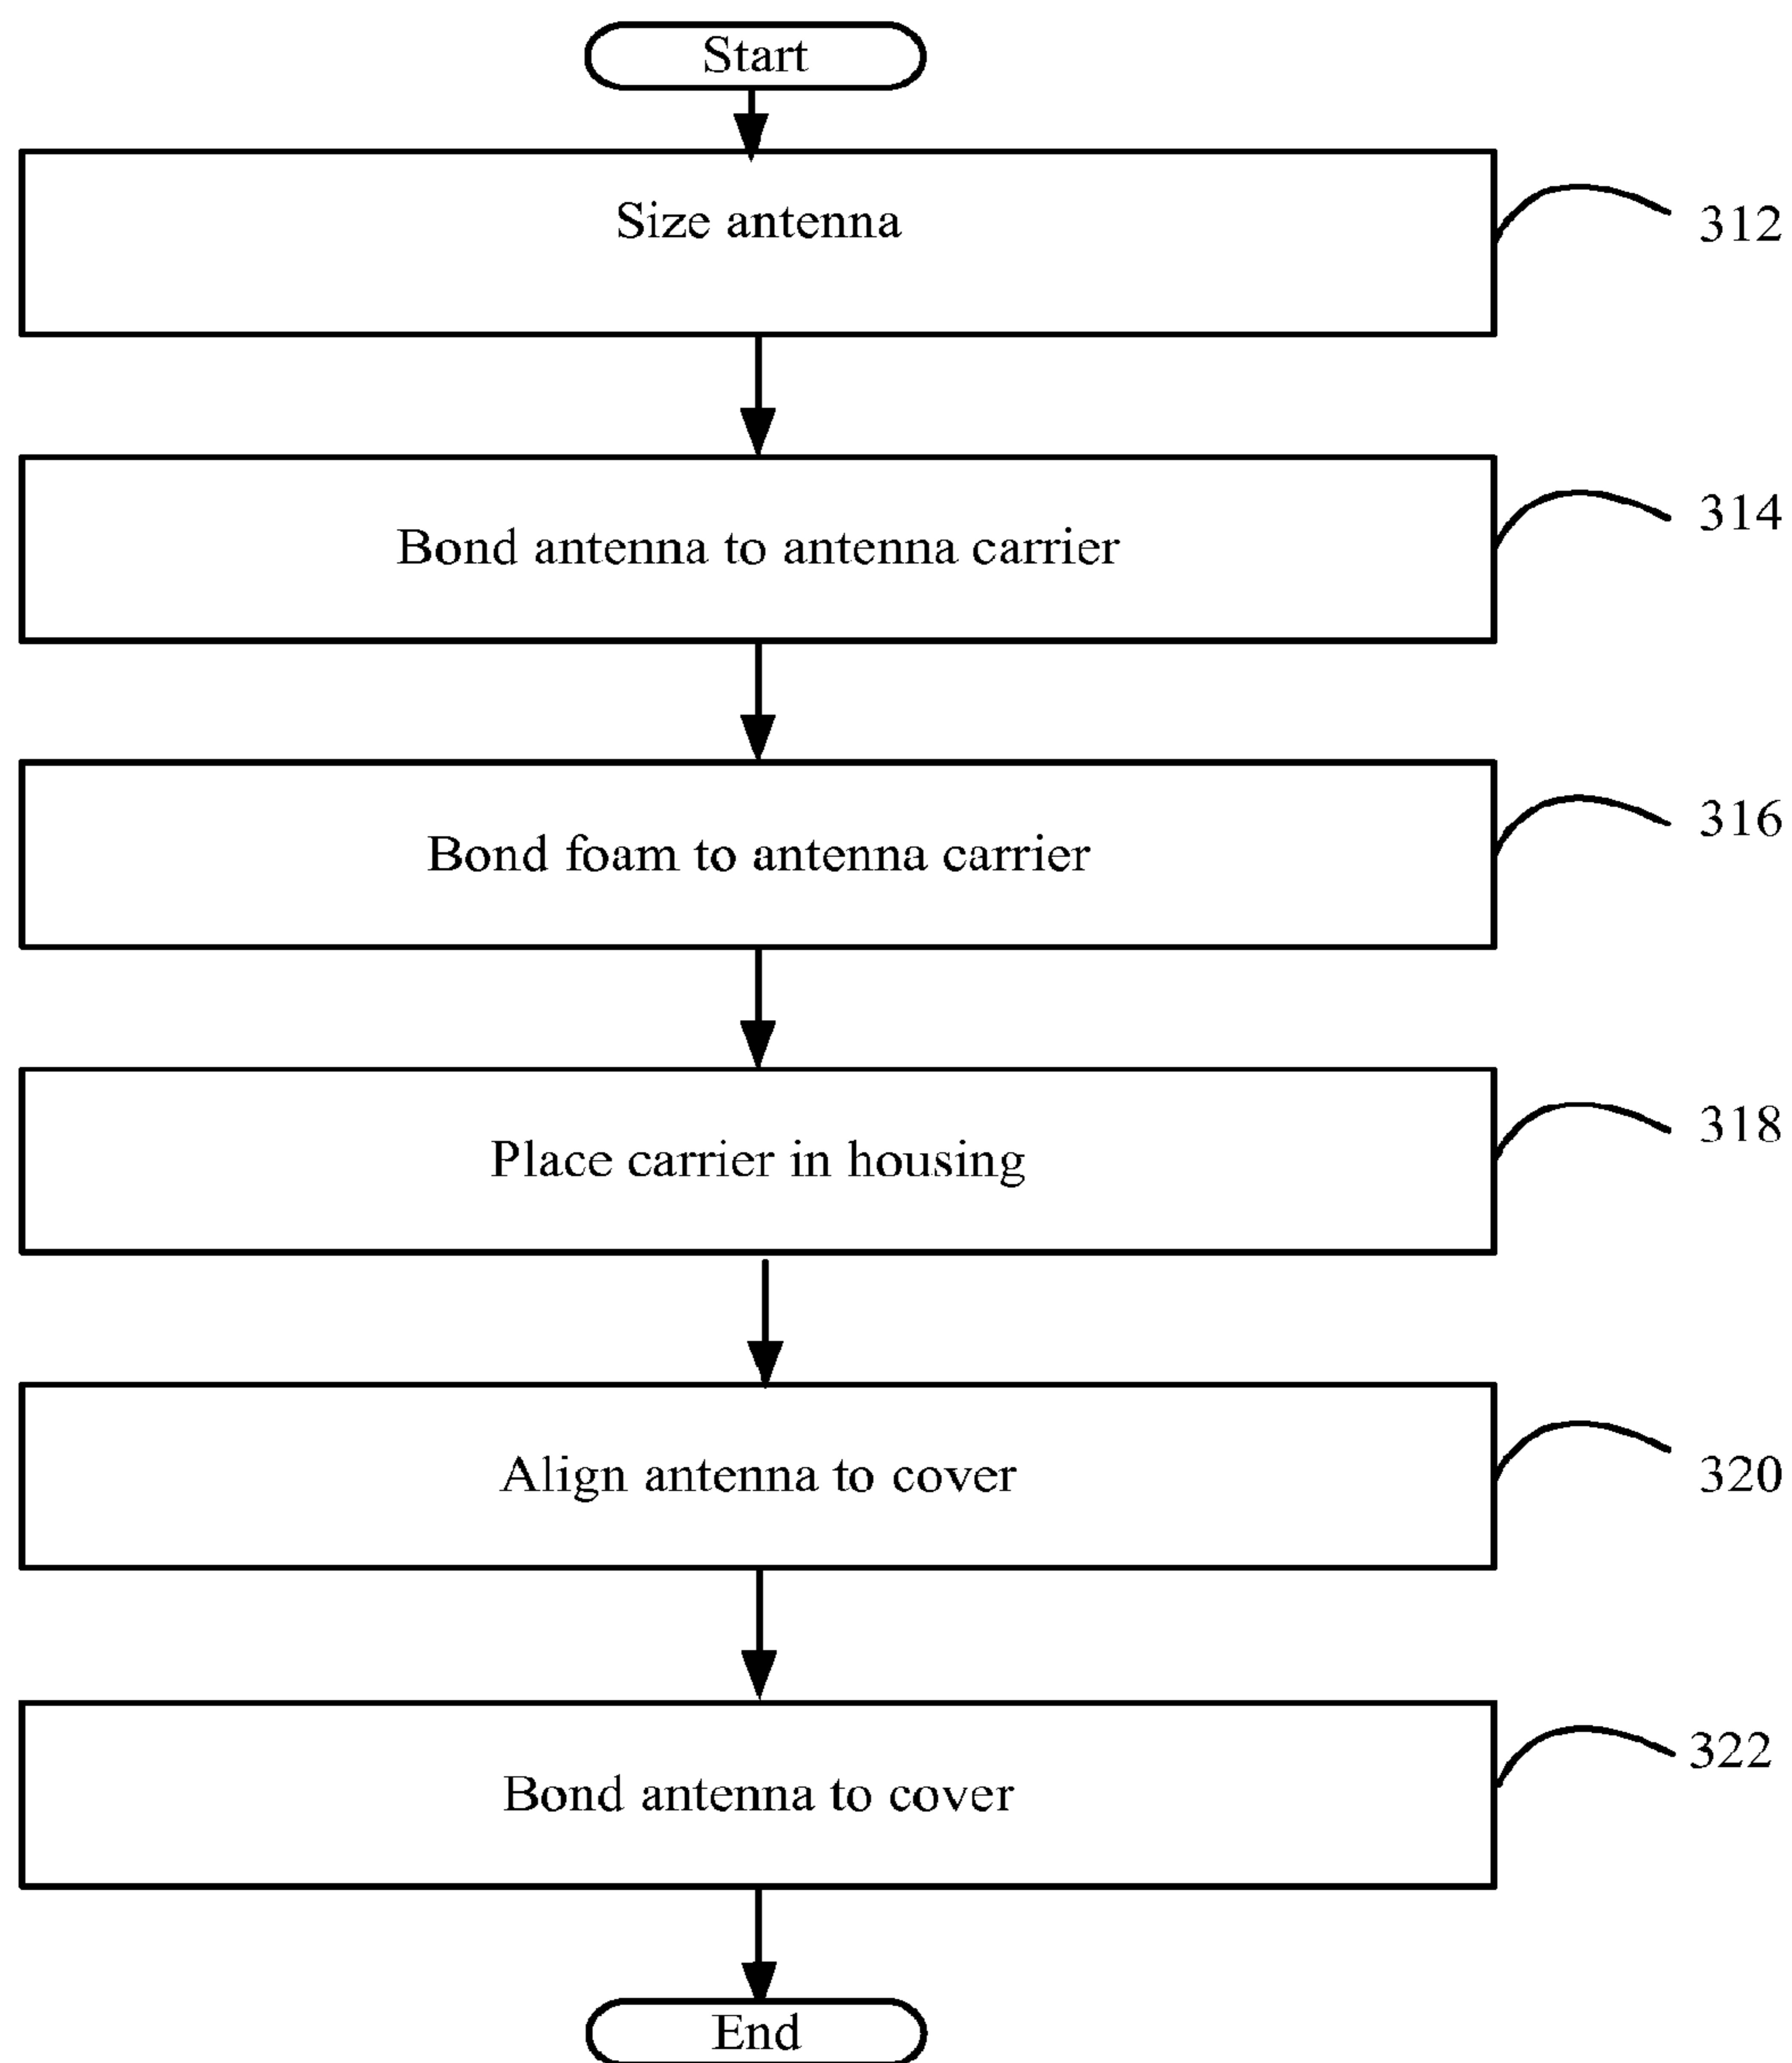 Start
Size antenna
312
Bond antenna to antenna carrier
314
Bond foam to antenna carrier
316
Place carrier in housing
318
Align antenna to cover
320
Bond antenna to cover
322
End